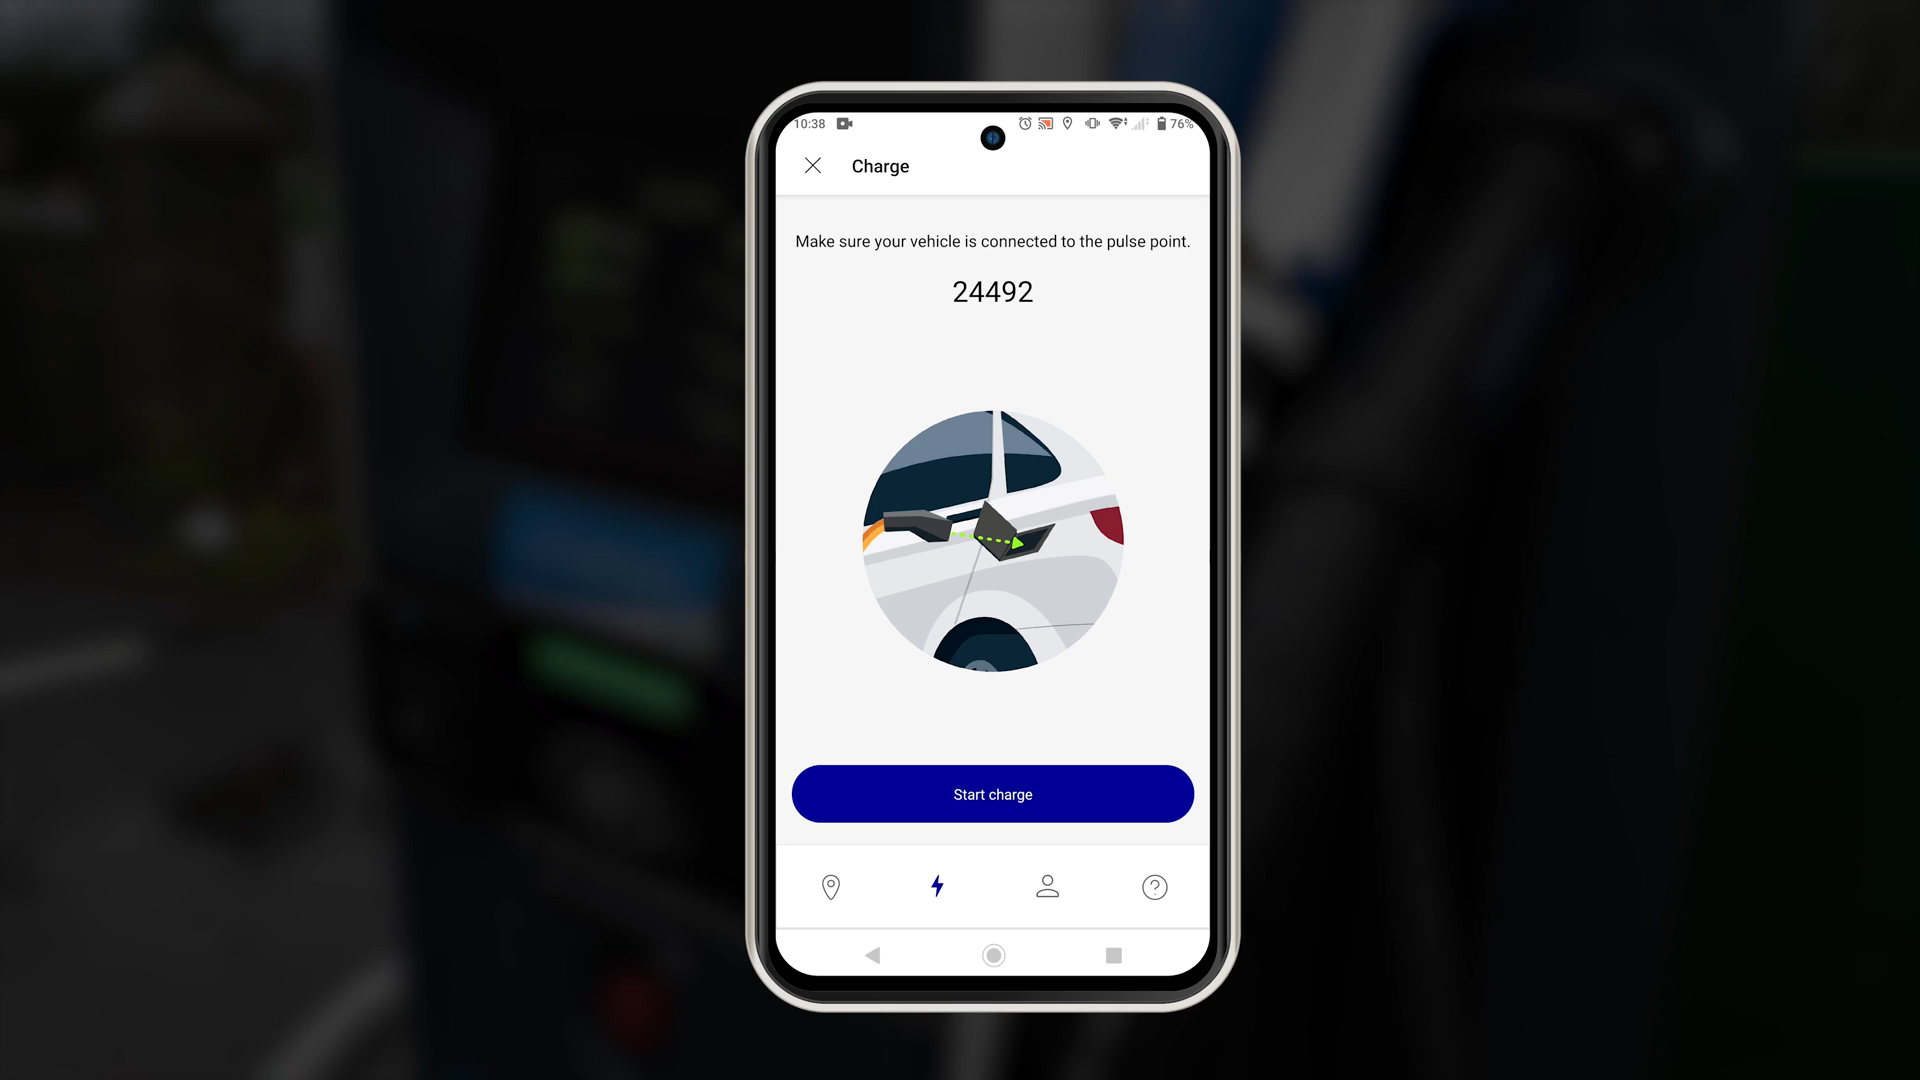 10:38
76%
Charge
Make sure your vehicle is connected to the pulse point.
24492
Start charge